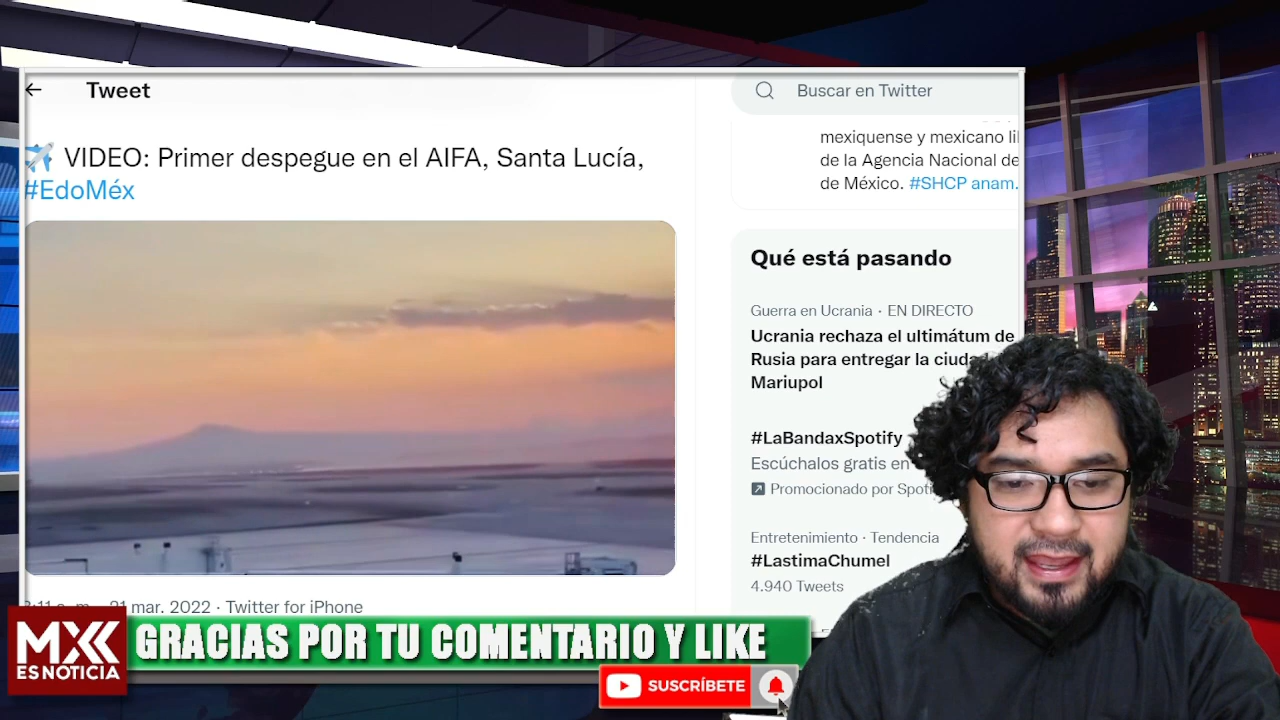 Tweet
VIDEO: Primer despegue en el AIFA, Santa Lucía,
#EdoMéx
21 mar. 2022 · Twitter for iPhone
Buscar en Twitter
mexiquense y mexicano
de la Agencia Nacional de
de México. #SHCP anam.
Qué está pasando
Guerra en Ucrania · EN DIRECTO
Ucrania rechaza el ultimátum de
Rusia para entregar la
Mariupol
#LaBandaxSpotify
Escúchalos gratis en
Promocionado por
Entretenimiento · Tendencia
#LastimaChumel
4.940 Tweets
MX
ES NOTICIA
GRACIAS POR TU COMENTARIO Y LIKE
SUSCRÍBETE